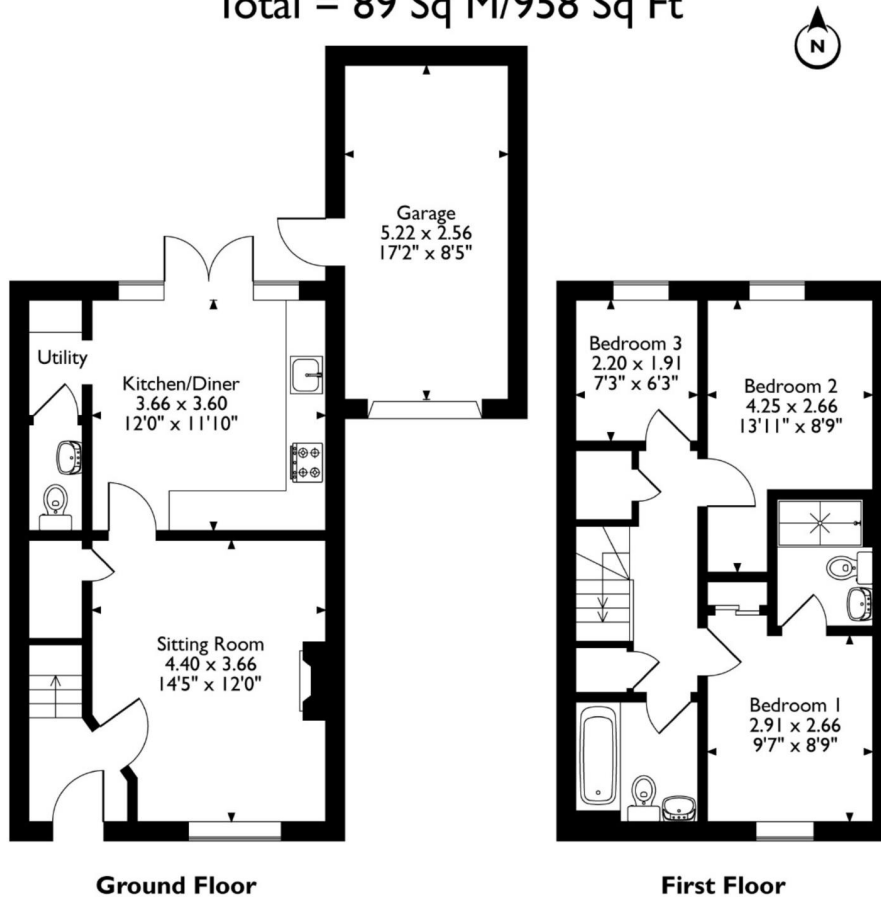 Total = 89 Sq M/958 Sq Ft
N
Garage
5.22 x 2.56
17'2" x 8'5"
Utility
Kitchen/Diner
3.66 x 3.60
12'0" x 11'10"
Sitting Room
4.40 x 3.66
14'5" x 12'0"
Ground Floor
Bedroom 3
2.20 x 1.91
7'3" x 6'3"
Bedroom 2
4.25 x 2.66
13'11" x 8'9"
Bedroom 1
2.91 x 2.66
9'7" x 8'9"
First Floor